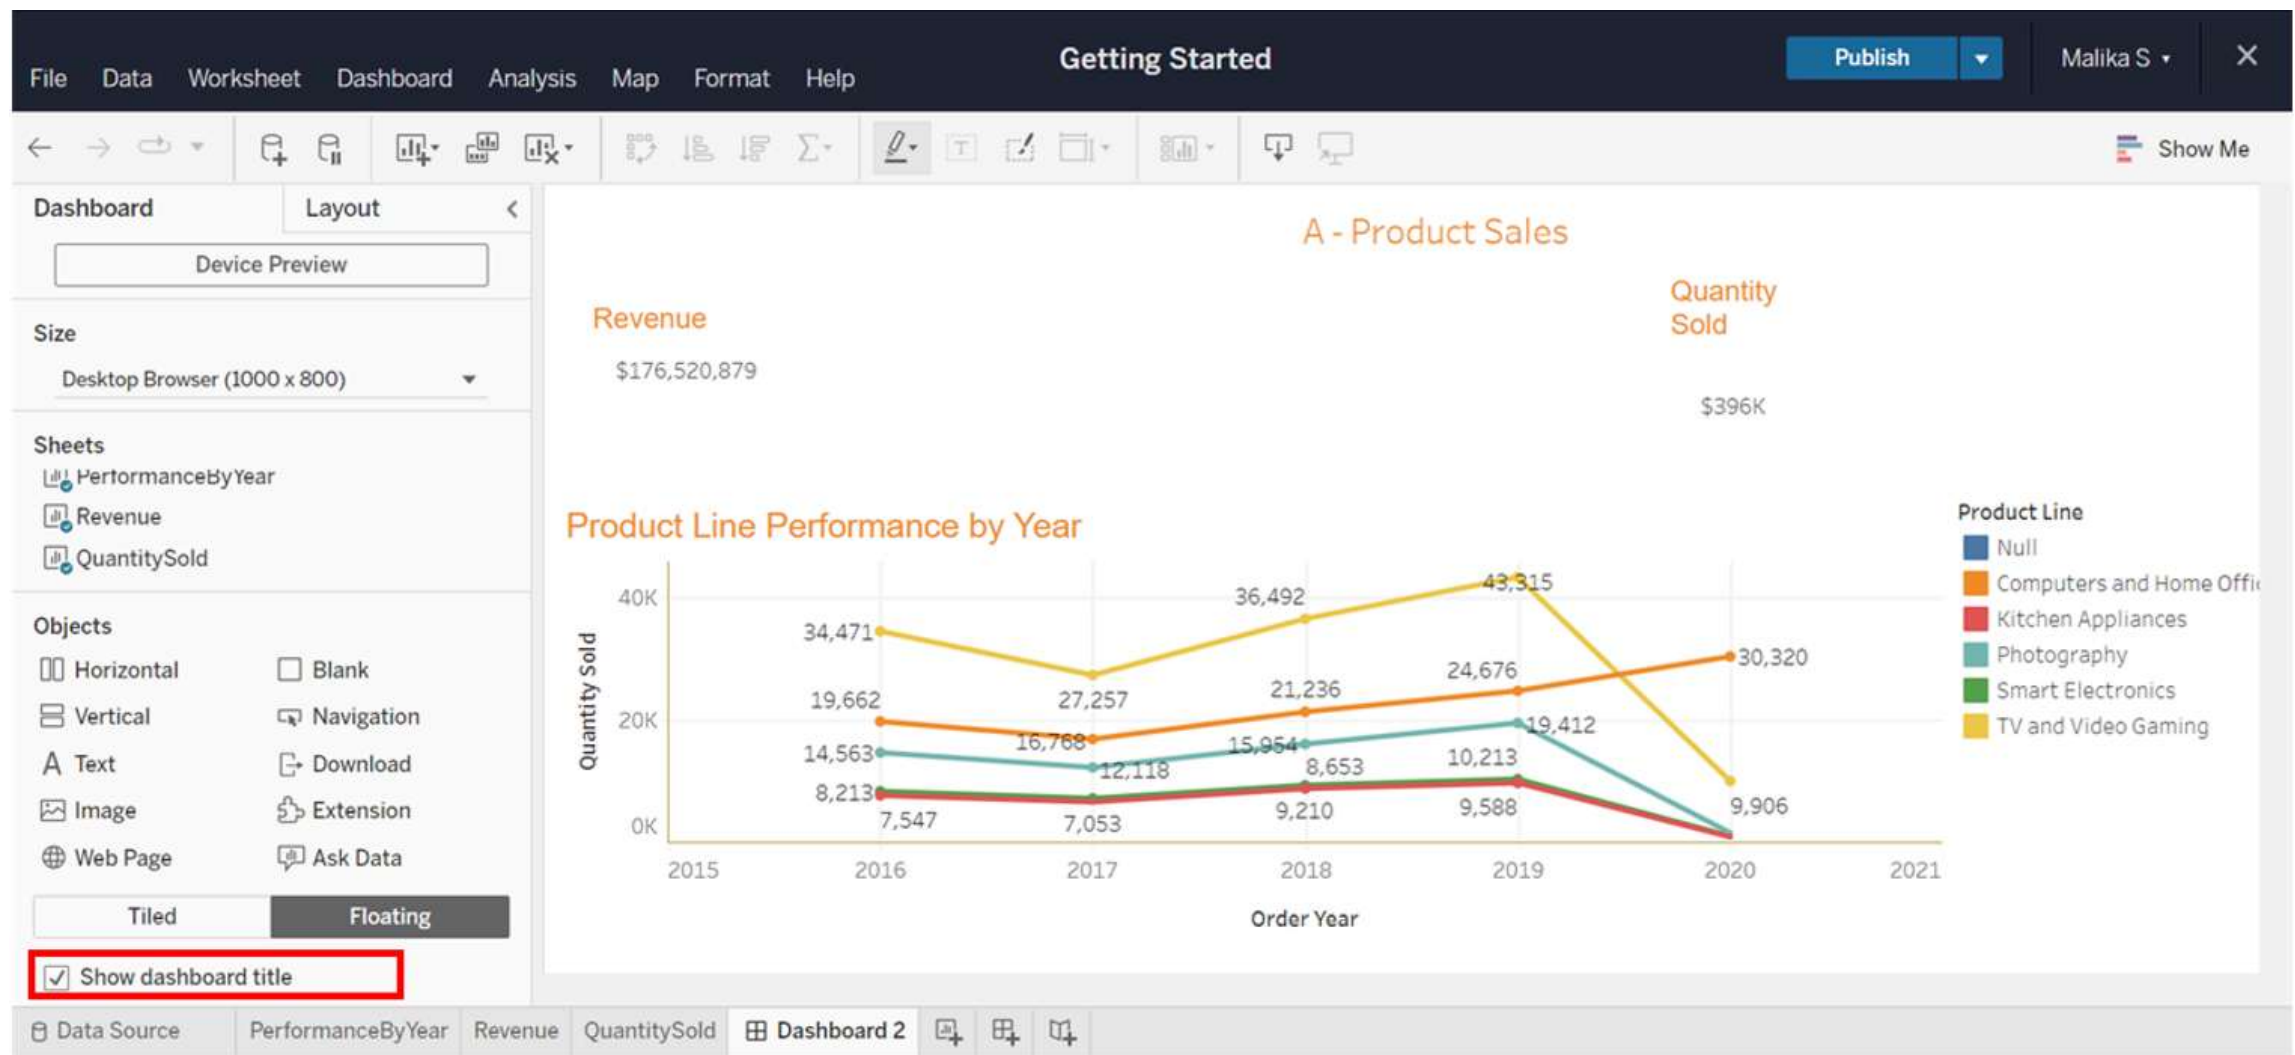 Getting Started
Publish
Malika S
File Data Worksheet Dashboard Analysis Map Format Help
Show Me
Dashboard Layout
Device Preview
Size
Desktop Browser (1000 x 800)
Sheets
PerformanceByYear
Revenue
QuantitySold
Objects
Horizontal Blank
Vertical Navigation
Text Download
Image Extension
Web Page Ask Data
Tiled Floating
Show dashboard title
A - Product Sales
Revenue
$176,520,879
Quantity
Sold
$396K
Product Line Performance by Year
Quantity Sold
40K
20K
0K
34,471
27,257
36,492
43,315
9,906
19,662
16,768
21,236
24,676
30,320
14,563
12,118
15,954
19,412
8,213
7,547
7,053
8,653
9,210
10,213
9,588
2015 2016 2017 2018 2019 2020 2021
Order Year
Product Line
Null
Computers and Home Offi
Kitchen Appliances
Photography
Smart Electronics
TV and Video Gaming
Data Source PerformanceByYear Revenue QuantitySold Dashboard 2